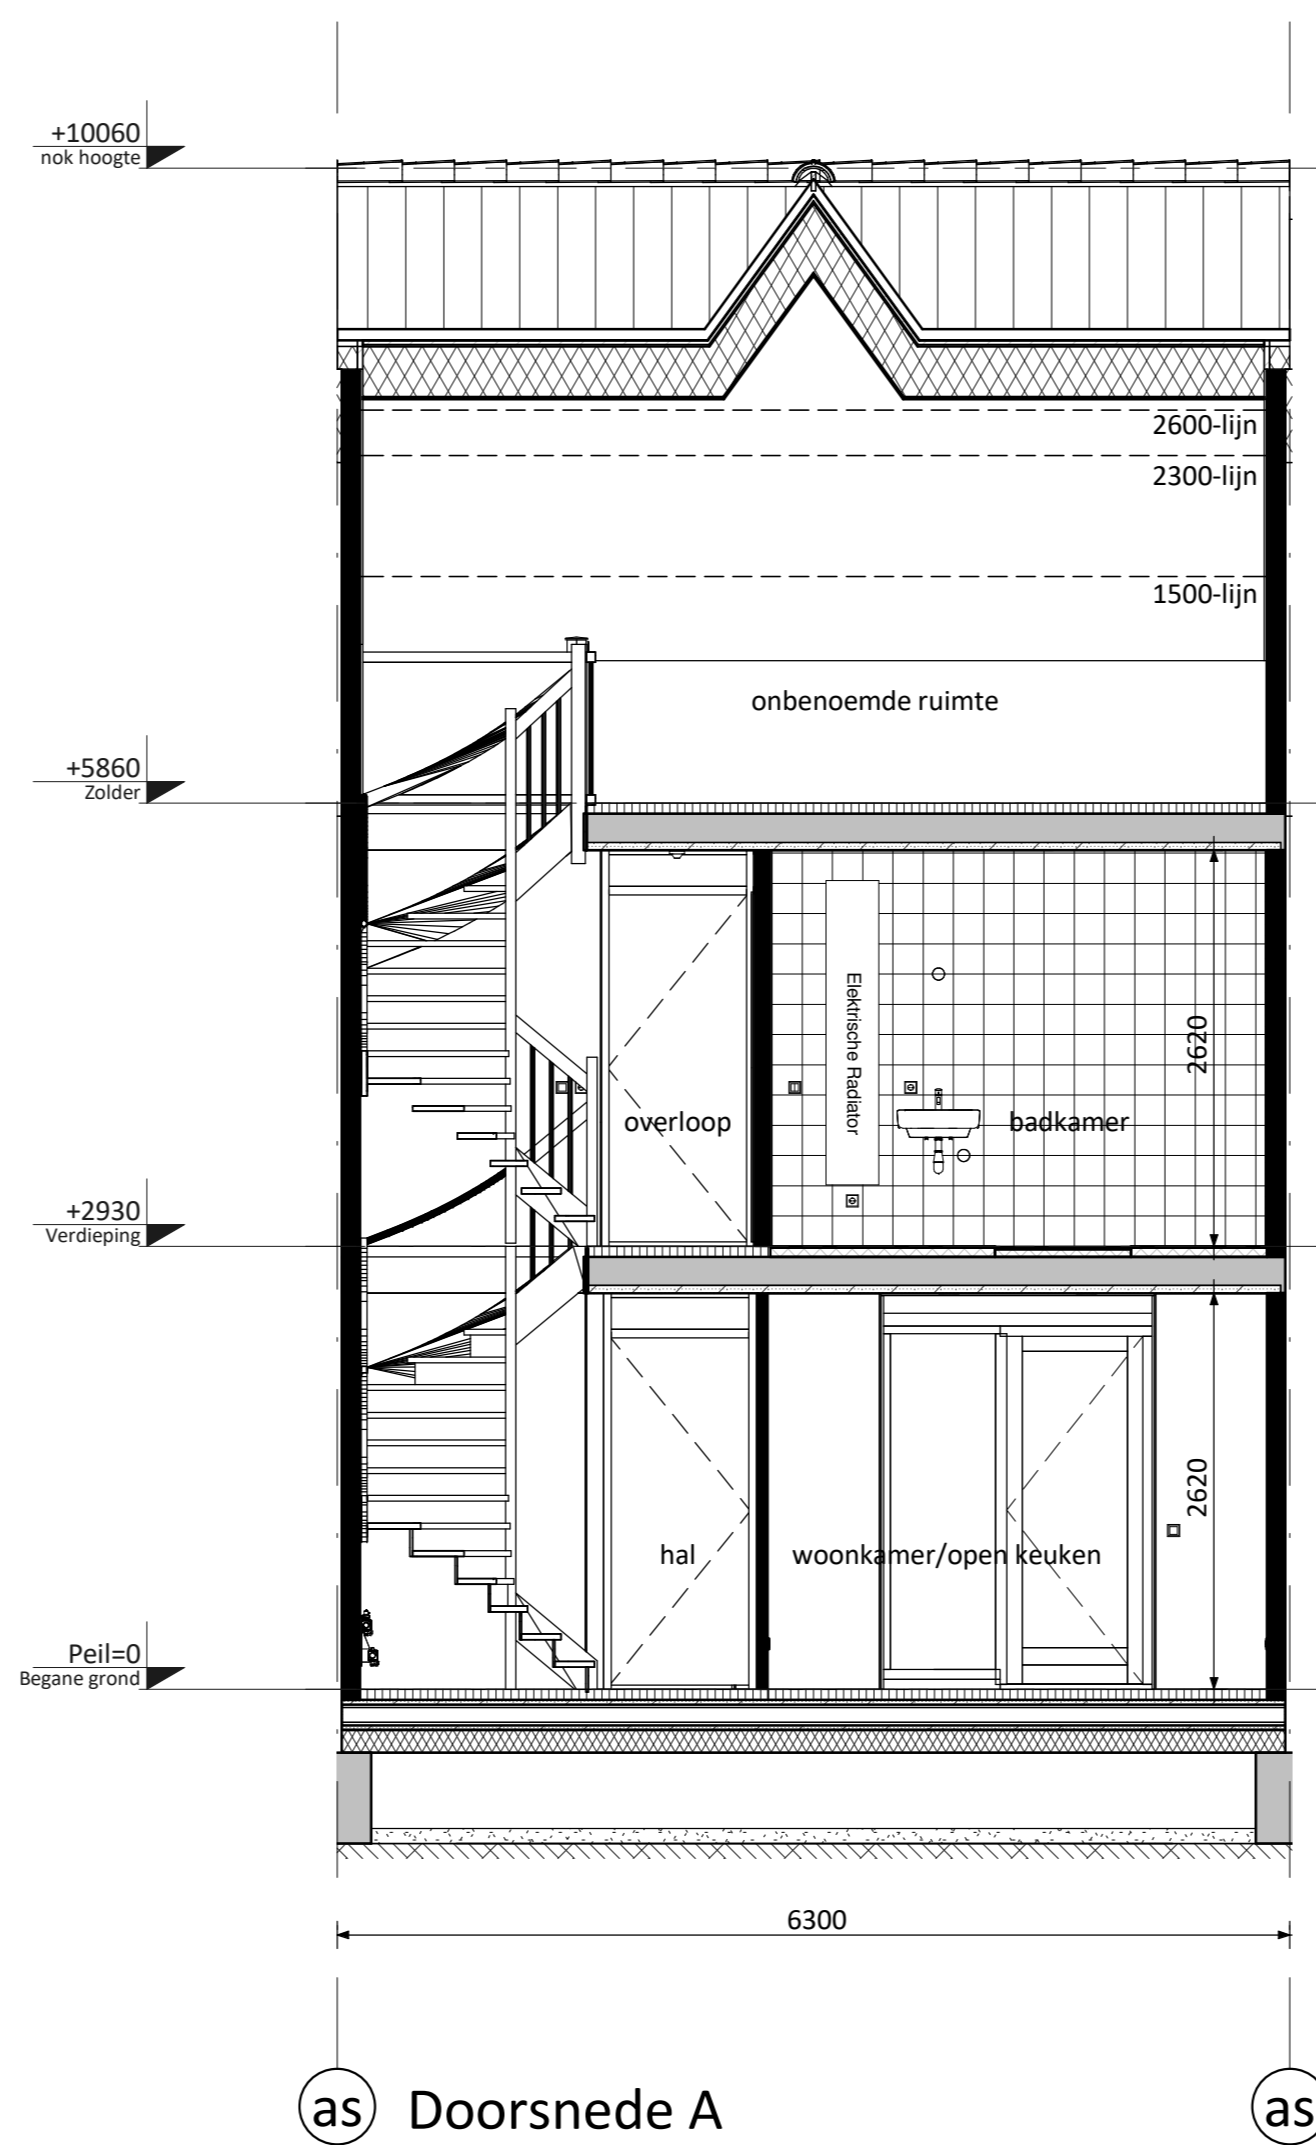 +10060
nok hoogte
2600-lijn
2300-lijn
1500-lijn
onbenoemde ruimte
+5860
Zolder
Elektrische Radiator
2620
overloop
badkamer
+2930
Verdieping
2620
hal
woonkamer/open keuken
Peil=0
Begane grond
6300
as
Doorsnede A
as